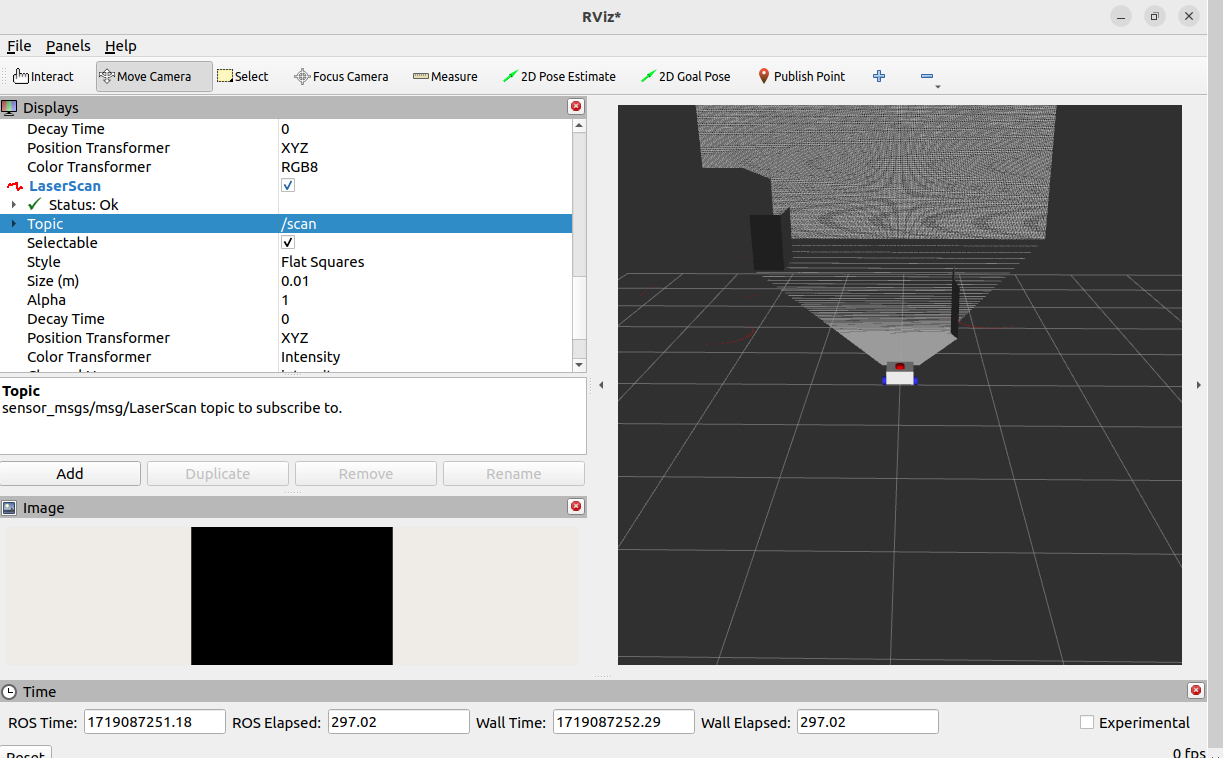 RViz*
File Panels Help
Interact Move Camera Select Focus Camera Measure 2D Pose Estimate 2D Goal Pose Publish Point
Displays
Decay Time 0
Position Transformer XYZ
Color Transformer RGB8
LaserScan
Status: Ok
Topic /scan
Selectable
Style Flat Squares
Size (m) 0.01
Alpha 1
Decay Time 0
Position Transformer XYZ
Color Transformer Intensity
Topic
sensor_msgs/msg/LaserScan topic to subscribe to.
Add Duplicate Remove Rename
Image
Time
ROS Time: 1719087251.18 ROS Elapsed: 297.02 Wall Time: 1719087252.29 Wall Elapsed: 297.02 Experimental
Reset 0 fps